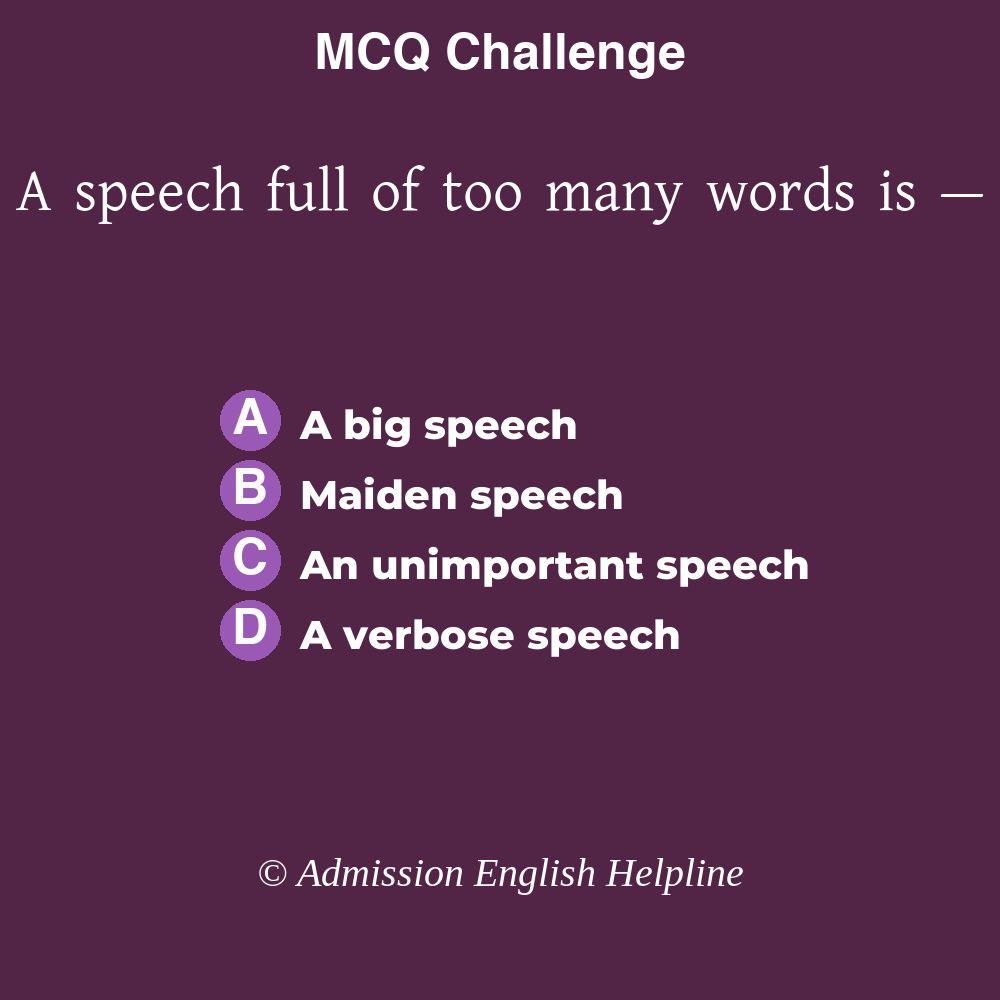 MCQ Challenge
A speech full of too many words is —
A A big speech
B Maiden speech
C An unimportant speech
D A verbose speech
© Admission English Helpline